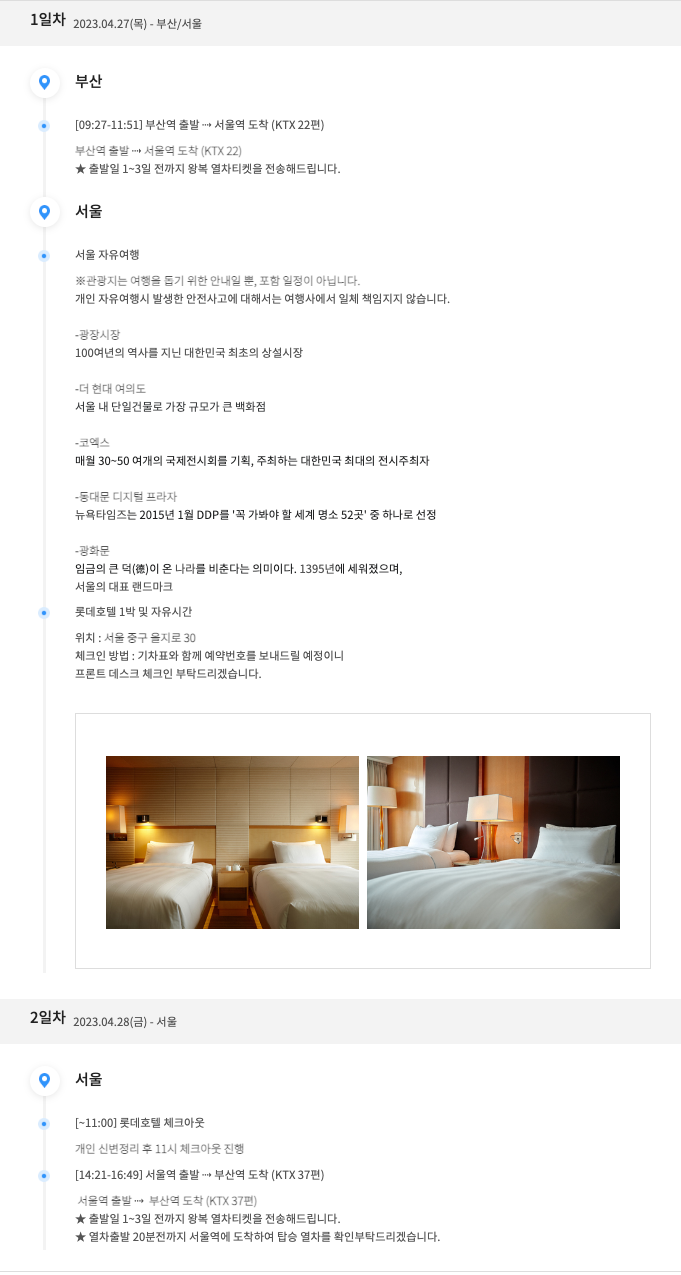 1일차 2023.04.27(목) - 부산/서울
부산
[09:27-11:51] 부산역 출발 ⇢ 서울역 도착 (KTX 22편)
부산역 출발 ⇢ 서울역 도착 (KTX 22)
★ 출발일 1~3일 전까지 왕복 열차티켓을 전송해드립니다.
서울
서울 자유여행
※관광지는 여행을 돕기 위한 안내일 뿐, 포함 일정이 아닙니다.
개인 자유여행시 발생한 안전사고에 대해서는 여행사에서 일체 책임지지 않습니다.
-광장시장
100여년의 역사를 지닌 대한민국 최초의 상설시장
-더 현대 여의도
서울 내 단일건물로 가장 규모가 큰 백화점
-코엑스
매월 30~50 여개의 국제전시회를 기획, 주최하는 대한민국 최대의 전시주최자
-동대문 디지털 프라자
뉴욕타임즈는 2015년 1월 DDP를 '꼭 가봐야 할 세계 명소 52곳' 중 하나로 선정
-광화문
임금의 큰 덕(德)이 온 나라를 비춘다는 의미이다. 1395년에 세워졌으며,
서울의 대표 랜드마크
롯데호텔 1박 및 자유시간
위치 : 서울 중구 을지로 30
체크인 방법 : 기차표와 함께 예약번호를 보내드릴 예정이니
프론트 데스크 체크인 부탁드리겠습니다.
2일차 2023.04.28(금) - 서울
서울
[~11:00] 롯데호텔 체크아웃
개인 신변정리 후 11시 체크아웃 진행
[14:21-16:49] 서울역 출발 ⇢ 부산역 도착 (KTX 37편)
서울역 출발 ⇢ 부산역 도착 (KTX 37편)
★ 출발일 1~3일 전까지 왕복 열차티켓을 전송해드립니다.
★ 열차출발 20분전까지 서울역에 도착하여 탑승 열차를 확인부탁드리겠습니다.